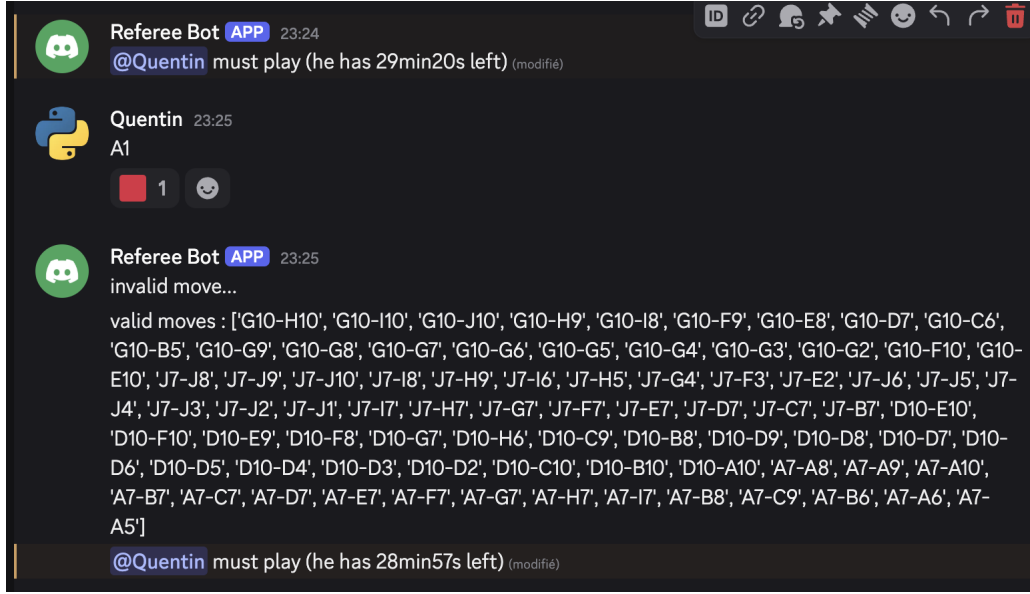 ID
Referee Bot APP 23:24
@Quentin must play (he has 29min20s left) (modifié)
Quentin 23:25
A1
1
Referee Bot APP 23:25
invalid move...
valid moves : ['G10-H10', 'G10-I10', 'G10-J10', 'G10-H9', 'G10-I8', 'G10-F9', 'G10-E8', 'G10-D7', 'G10-C6',
'G10-B5', 'G10-G9', 'G10-G8', 'G10-G7', 'G10-G6', 'G10-G5', 'G10-G4', 'G10-G3', 'G10-G2', 'G10-F10', 'G10-
E10', 'J7-J8', 'J7-J9', 'J7-J10', 'J7-I8', 'J7-H9', 'J7-I6', 'J7-H5', 'J7-G4', 'J7-F3', 'J7-E2', 'J7-J6', 'J7-J5', 'J7-
J4', 'J7-J3', 'J7-J2', 'J7-J1', 'J7-I7', 'J7-H7', 'J7-G7', 'J7-F7', 'J7-E7', 'J7-D7', 'J7-C7', 'J7-B7', 'D10-E10',
'D10-F10', 'D10-E9', 'D10-F8', 'D10-G7', 'D10-H6', 'D10-C9', 'D10-B8', 'D10-D9', 'D10-D8', 'D10-D7', 'D10-
D6', 'D10-D5', 'D10-D4', 'D10-D3', 'D10-D2', 'D10-C10', 'D10-B10', 'D10-A10', 'A7-A8', 'A7-A9', 'A7-A10',
'A7-B7', 'A7-C7', 'A7-D7', 'A7-E7', 'A7-F7', 'A7-G7', 'A7-H7', 'A7-I7', 'A7-B8', 'A7-C9', 'A7-B6', 'A7-A6', 'A7-
A5']
@Quentin must play (he has 28min57s left) (modifié)